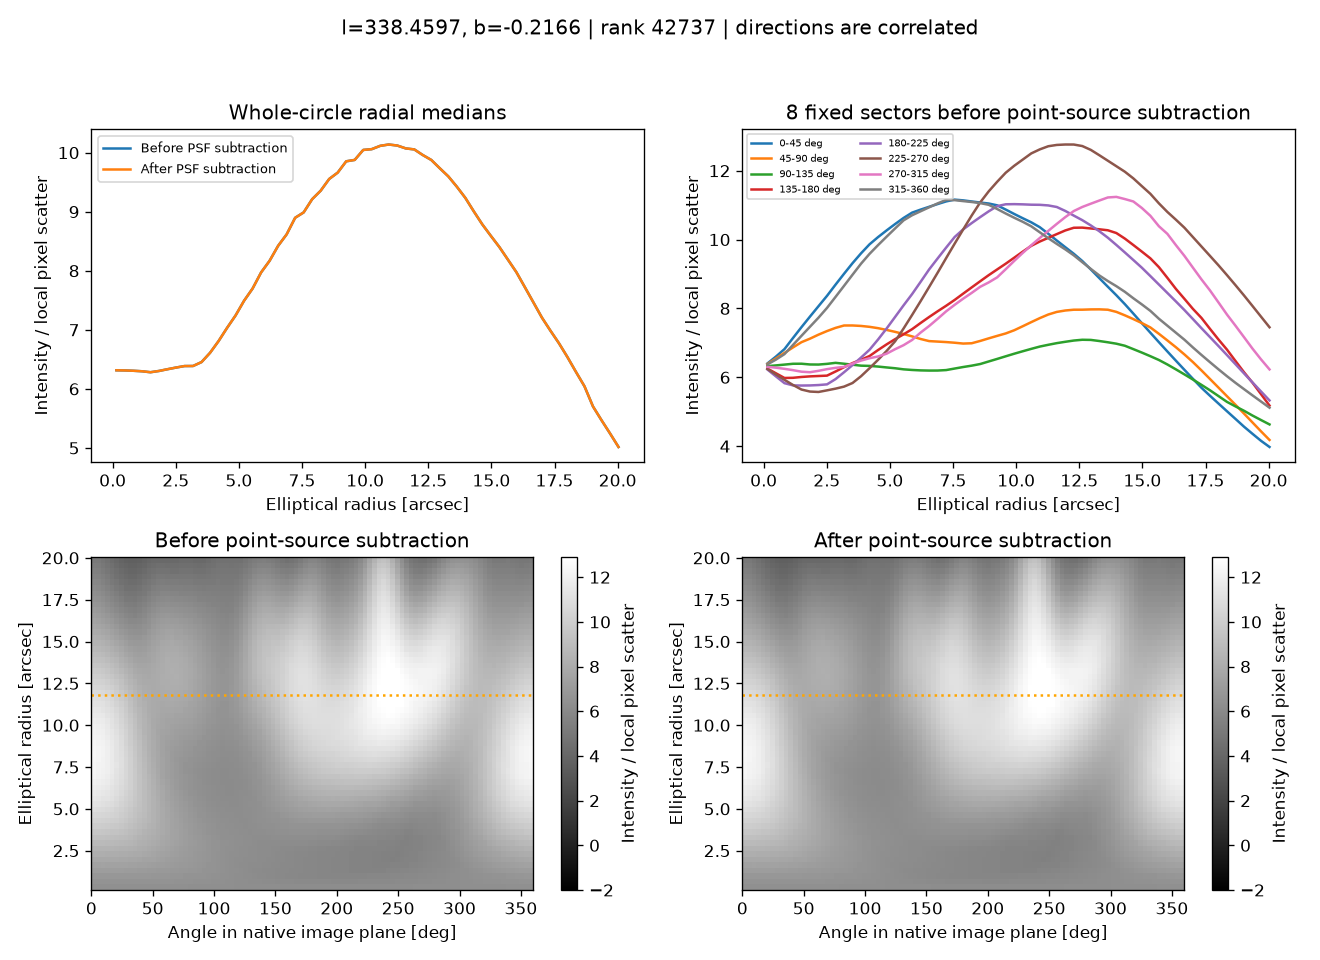 l=338.4597, b=-0.2166 | rank 42737 | directions are correlated
Whole-circle radial medians
Before PSF subtraction
After PSF subtraction
Intensity / local pixel scatter
10
9
8
7
6
5
0.0 2.5 5.0 7.5 10.0 12.5 15.0 17.5 20.0
Elliptical radius [arcsec]
8 fixed sectors before point-source subtraction
0-45 deg
45-90 deg
90-135 deg
135-180 deg
180-225 deg
225-270 deg
270-315 deg
315-360 deg
Intensity / local pixel scatter
12
10
8
6
4
0.0 2.5 5.0 7.5 10.0 12.5 15.0 17.5 20.0
Elliptical radius [arcsec]
Before point-source subtraction
Elliptical radius [arcsec]
20.0
17.5
15.0
12.5
10.0
7.5
5.0
2.5
0 50 100 150 200 250 300 350
Angle in native image plane [deg]
12
10
8
6
4
2
0
−2
Intensity / local pixel scatter
After point-source subtraction
Elliptical radius [arcsec]
20.0
17.5
15.0
12.5
10.0
7.5
5.0
2.5
0 50 100 150 200 250 300 350
Angle in native image plane [deg]
12
10
8
6
4
2
0
−2
Intensity / local pixel scatter